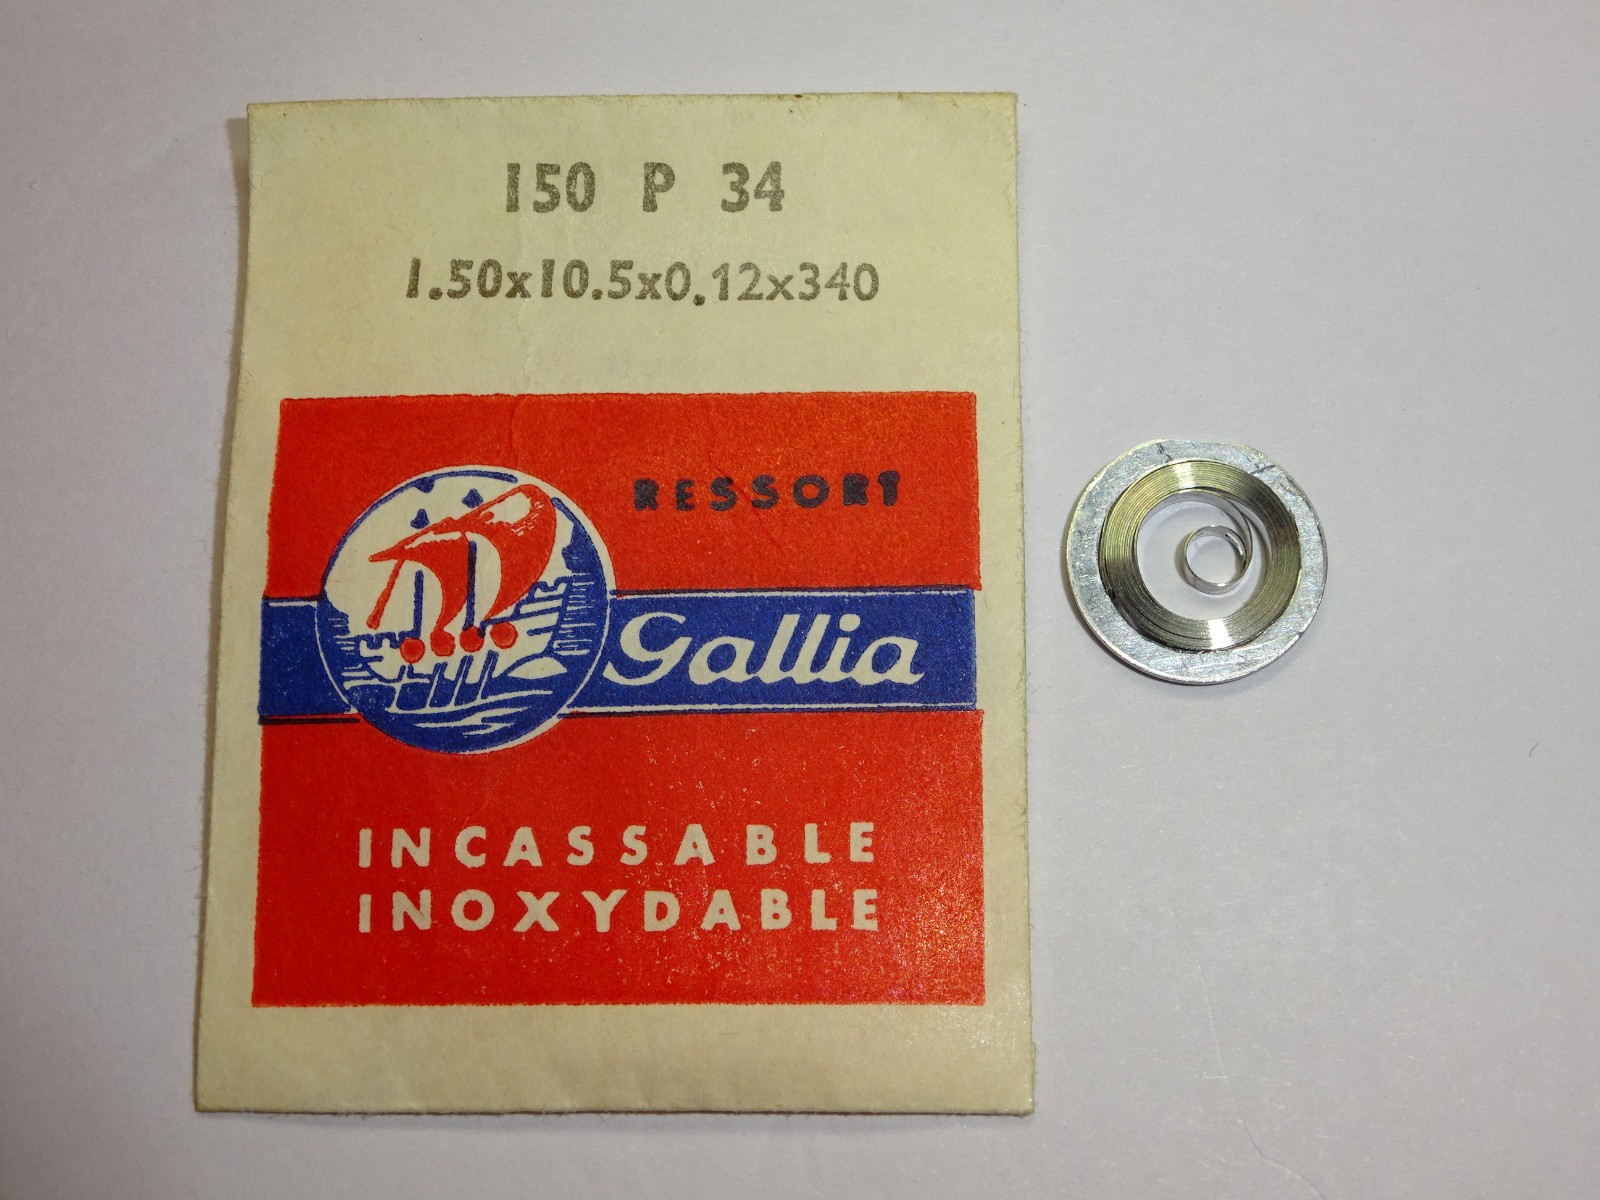 150 P 34
1.50x10.5x0.12x340
RESSORT
Gallia
INCASSABLE
INOXYDABLE